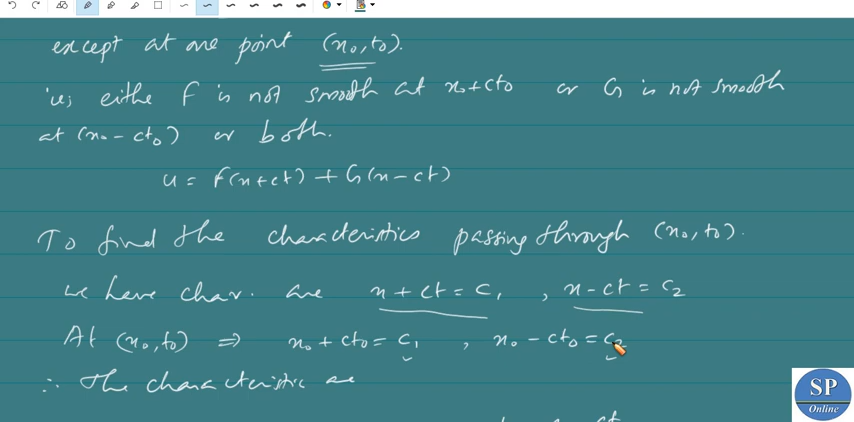 except at one point (x₀, t₀).
i.e; eithe F is not smooth at x₀+ct₀ or G is not smooth
at (x₀ - ct₀) or both.
u = F(x+ct) + G(x-ct)
To find the characteristics passing through (x₀, t₀).
we have char. are x+ct = c₁ , x-ct = c₂
At (x₀, t₀) ⇒ x₀ + ct₀ = c₁ , x₀ - ct₀ = c₂
∴ The characteristic are
SP
Online